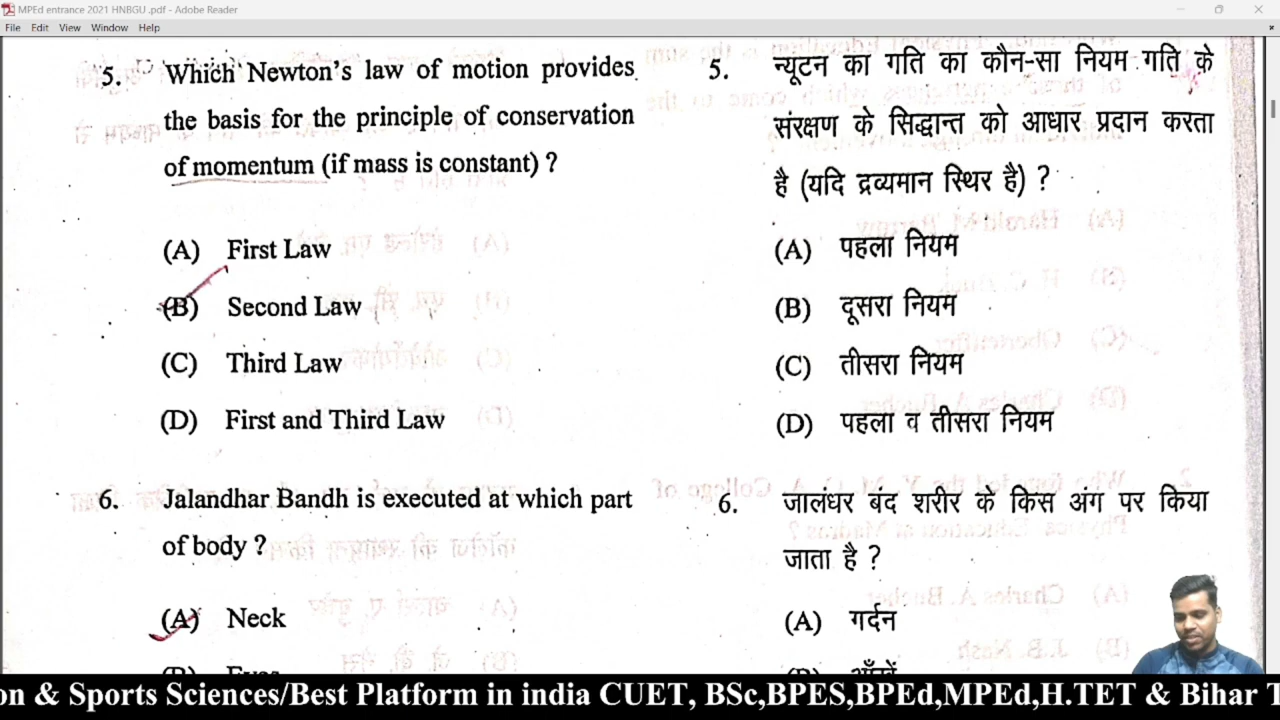 MPEd entrance 2021 HNBGU .pdf - Adobe Reader
File Edit View Window Help
5. Which Newton's law of motion provides
the basis for the principle of conservation
of momentum (if mass is constant) ?
(A) First Law
(B) Second Law
(C) Third Law
(D) First and Third Law
6. Jalandhar Bandh is executed at which part
of body ?
(A) Neck
5. न्यूटन का गति का कौन-सा नियम गति के
संरक्षण के सिद्धान्त को आधार प्रदान करता
है (यदि द्रव्यमान स्थिर है) ?
(A) पहला नियम
(B) दूसरा नियम
(C) तीसरा नियम
(D) पहला व तीसरा नियम
6. जालंधर बंद शरीर के किस अंग पर किया
जाता है ?
(A) गर्दन
on & Sports Sciences/Best Platform in india CUET, BSc,BPES,BPEd,MPEd,H.TET & Bihar T